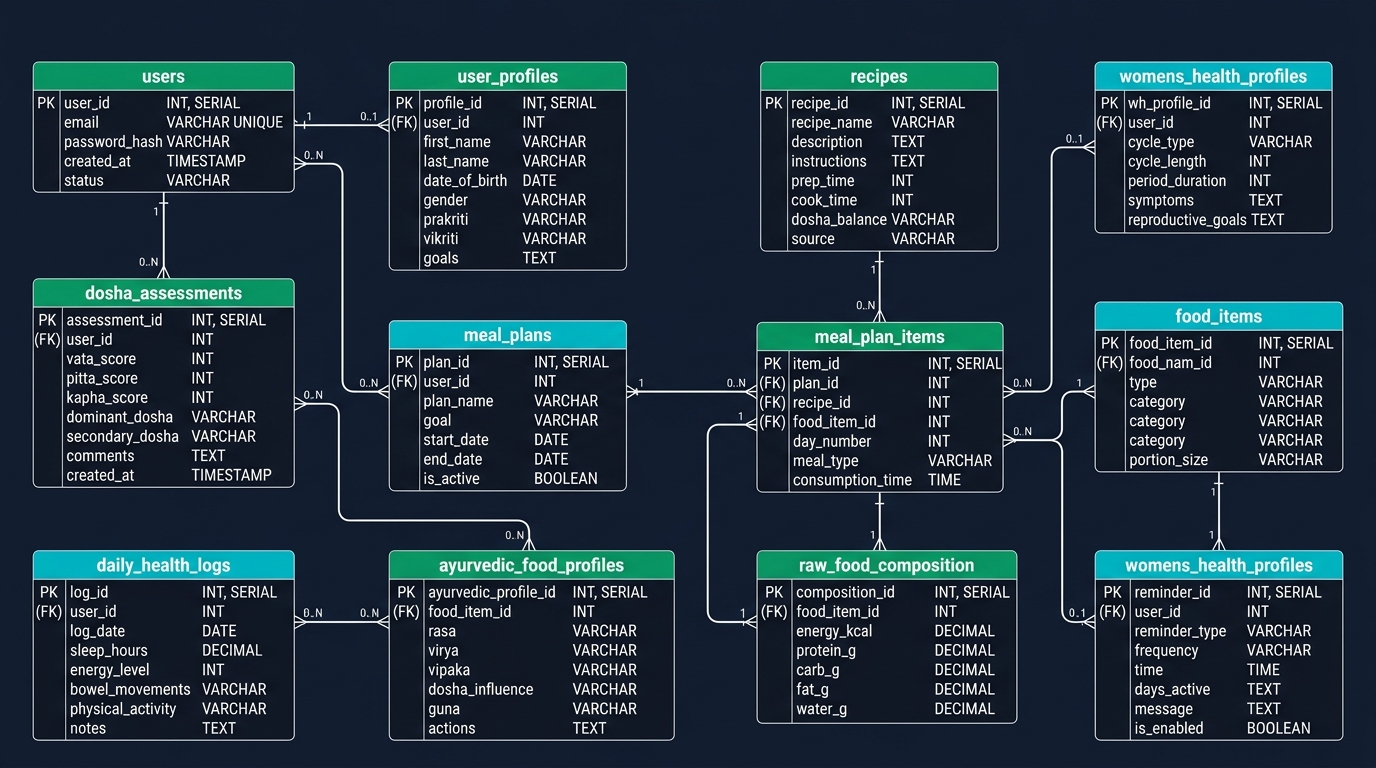 users
PK user_id INT, SERIAL
email VARCHAR UNIQUE
password_hash VARCHAR
created_at TIMESTAMP
status VARCHAR
1
0..1
0..N
1
0..N
user_profiles
PK profile_id INT, SERIAL
(FK) user_id INT
first_name VARCHAR
last_name VARCHAR
date_of_birth DATE
gender VARCHAR
prakriti VARCHAR
vikriti VARCHAR
goals TEXT
recipes
PK recipe_id INT, SERIAL
recipe_name VARCHAR
description TEXT
instructions TEXT
prep_time INT
cook_time INT
dosha_balance VARCHAR
source VARCHAR
1
0..N
womens_health_profiles
PK wh_profile_id INT, SERIAL
(FK) user_id INT
cycle_type VARCHAR
cycle_length INT
period_duration INT
symptoms TEXT
reproductive_goals TEXT
0..1
dosha_assessments
PK assessment_id INT, SERIAL
(FK) user_id INT
vata_score INT
pitta_score INT
kapha_score INT
dominant_dosha VARCHAR
secondary_dosha VARCHAR
comments TEXT
created_at TIMESTAMP
0..N
0..N
meal_plans
PK plan_id INT, SERIAL
(FK) user_id INT
plan_name VARCHAR
goal VARCHAR
start_date DATE
end_date DATE
is_active BOOLEAN
0..N
1
0..N
meal_plan_items
PK item_id INT, SERIAL
(FK) plan_id INT
(FK) recipe_id INT
(FK) food_item_id INT
day_number INT
meal_type VARCHAR
consumption_time TIME
1
0..N
0..N
1
food_items
PK food_item_id INT, SERIAL
(FK) food_nam_id INT
type VARCHAR
category VARCHAR
category VARCHAR
category VARCHAR
portion_size VARCHAR
1
1
daily_health_logs
PK log_id INT, SERIAL
(FK) user_id INT
log_date DATE
sleep_hours DECIMAL
energy_level INT
bowel_movements VARCHAR
physical_activity VARCHAR
notes TEXT
0..N
0..N
ayurvedic_food_profiles
PK ayurvedic_profile_id INT, SERIAL
(FK) food_item_id INT
rasa VARCHAR
virya VARCHAR
vipaka VARCHAR
dosha_influence VARCHAR
guna VARCHAR
actions TEXT
1
1
raw_food_composition
PK composition_id INT, SERIAL
(FK) food_item_id INT
energy_kcal DECIMAL
protein_g DECIMAL
carb_g DECIMAL
fat_g DECIMAL
water_g DECIMAL
0..1
womens_health_profiles
PK reminder_id INT, SERIAL
(FK) user_id INT
reminder_type VARCHAR
frequency VARCHAR
time TIME
days_active TEXT
message TEXT
is_enabled BOOLEAN